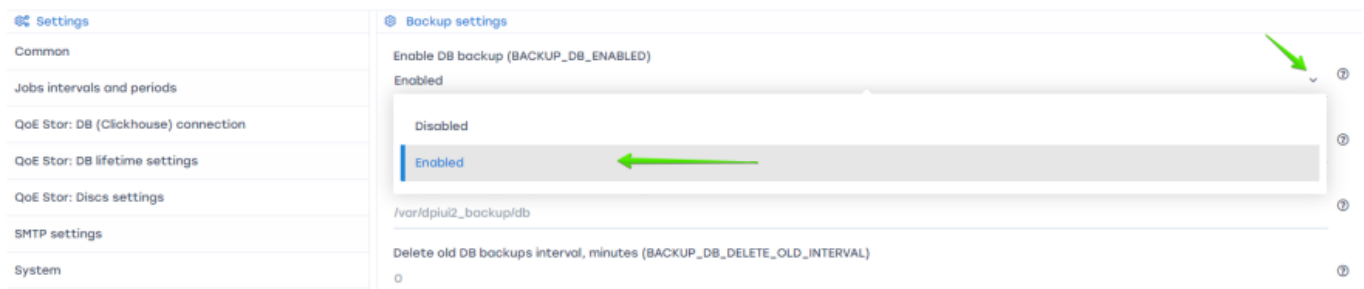 Settings
Common
Jobs intervals and periods
QoE Stor: DB (Clickhouse) connection
QoE Stor: DB lifetime settings
QoE Stor: Discs settings
SMTP settings
System
Backup settings
Enable DB backup (BACKUP_DB_ENABLED)
Enabled
Disabled
Enabled
/var/dpiui2_backup/db
Delete old DB backups interval, minutes (BACKUP_DB_DELETE_OLD_INTERVAL)
0